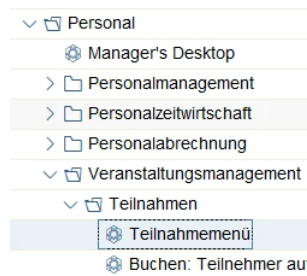 Personal
Manager's Desktop
Personalmanagement
Personalzeitwirtschaft
Personalabrechnung
Veranstaltungsmanagement
Teilnahmen
Teilnahmemenü
Buchen: Teilnehmer au